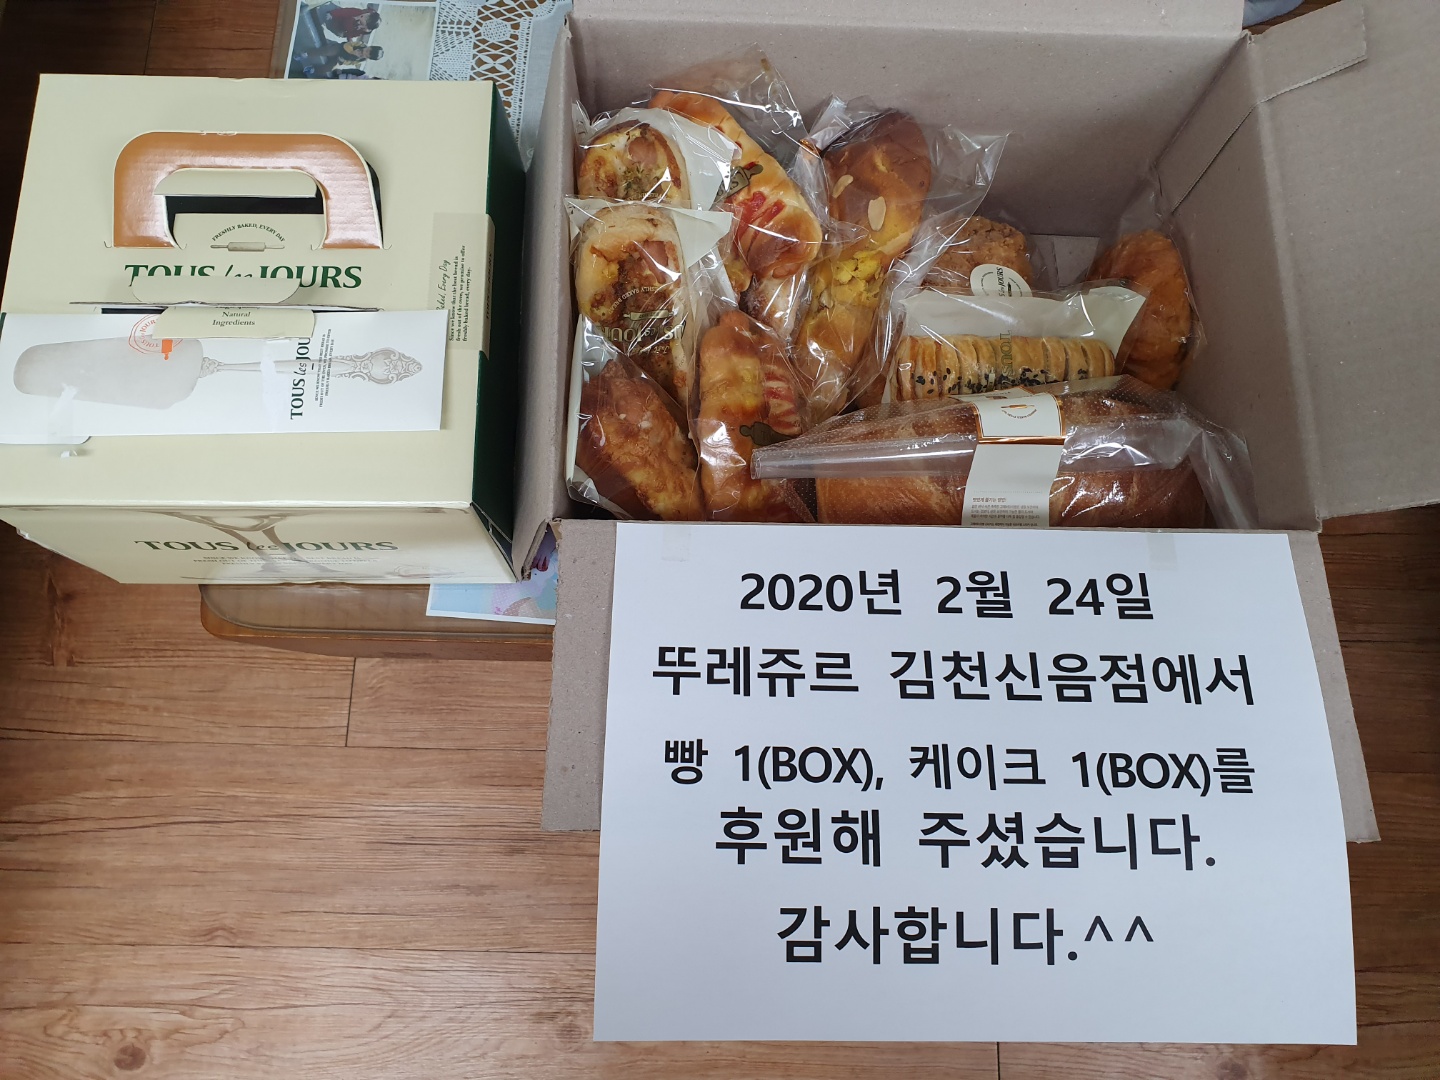 FRESHLY BAKED, EVERY DAY
TOUS les JOURS
Natural
Ingredients
TOUS les JOU
TOUS les JOURS
2020년 2월 24일
뚜레쥬르 김천신음점에서
빵 1(BOX), 케이크 1(BOX)를
후원해 주셨습니다.
감사합니다.^^